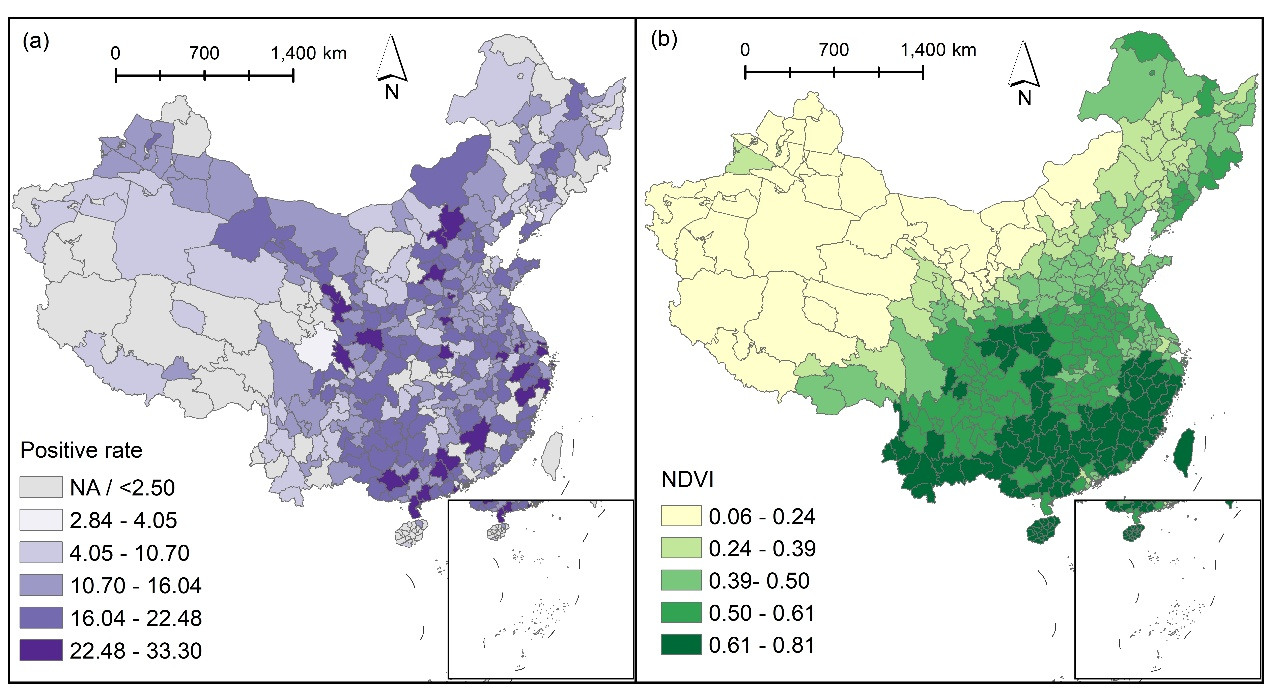 (a)
0 700 1,400 km
N
Positive rate
NA / <2.50
2.84 - 4.05
4.05 - 10.70
10.70 - 16.04
16.04 - 22.48
22.48 - 33.30
(b)
0 700 1,400 km
N
NDVI
0.06 - 0.24
0.24 - 0.39
0.39- 0.50
0.50 - 0.61
0.61 - 0.81